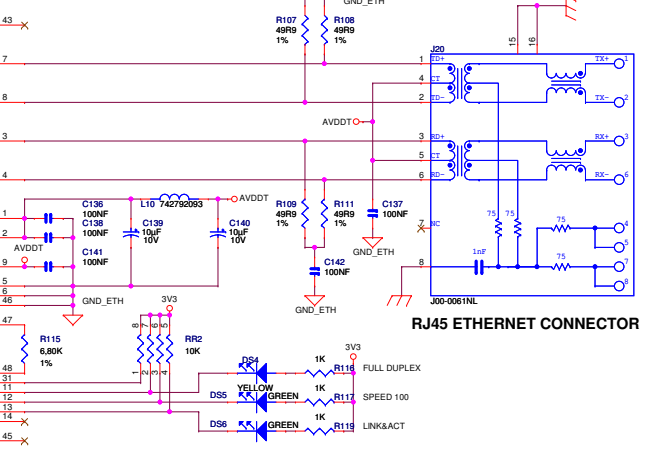 GND_ETH
43
R107
49R9
1%
R108
49R9
1%
15
16
J20
7
1
TD+
TX+
1
4
CT
8
2
TD-
TX-
2
AVDDT
3
3
RD+
RX+
3
5
CT
4
6
RD-
RX-
6
C136
100NF
C138
100NF
L10 742792093
AVDDT
C139
10µF
10V
C140
10µF
10V
R109
49R9
1%
R111
49R9
1%
C137
100NF
1
2
AVDDT
9
C141
100NF
GND_ETH
7
NC
75
75
75
4
5
8
1nF
75
7
8
C142
100NF
5
6
46
GND_ETH
GND_ETH
J00-0061NL
RJ45 ETHERNET CONNECTOR
3V3
47
R115
6,80K
1%
8
7
6
5
RR2
10K
1
2
3
4
3V3
48
31
11
12
13
14
45
DS4
YELLOW
1K
R116
FULL DUPLEX
DS5
GREEN
1K
R117
SPEED 100
DS6
GREEN
1K
R119
LINK&ACT